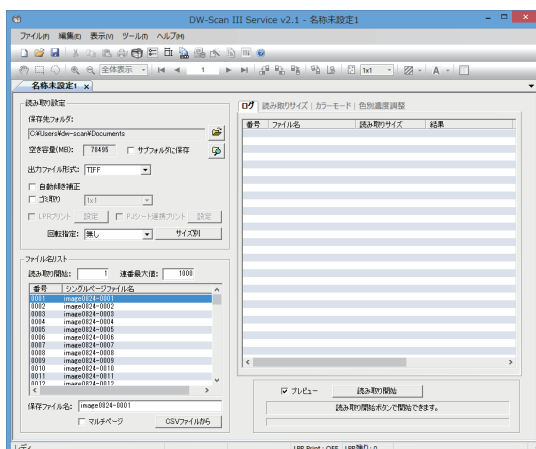 DW-Scan III Service v2.1 - 名称未設定1
ファイル(F) 編集(E) 表示(V) ツール(T) ヘルプ(H)
全体表示 1 1x1 A
名称未設定1 x
読み取り設定
保存先フォルダ:
C:¥Users¥dw-scan¥Documents
空き容量(MB): 78495 サブフォルダに保存
出力ファイル形式: TIFF
自動傾き補正
ゴミ取り 1x1
LPRプリント 設定 PJシート連携プリント 設定
回転指定: 無し サイズ別
ファイル名リスト
読み取り開始: 1 連番最大値: 1000
番号 シングルページファイル名
0001 image0824-0001
0002 image0824-0002
0003 image0824-0003
0004 image0824-0004
0005 image0824-0005
0006 image0824-0006
0007 image0824-0007
0008 image0824-0008
0009 image0824-0009
0010 image0824-0010
0011 image0824-0011
0012 image0824-0012
保存ファイル名: image0824-0001
マルチページ CSVファイルから
ログ 読み取りサイズ カラーモード 色別濃度調整
番号 ファイル名 読み取りサイズ 結果
プレビュー 読み取り開始
読み取り開始ボタンで開始できます。
レディ LPR Print : OFF LPR残り : 0